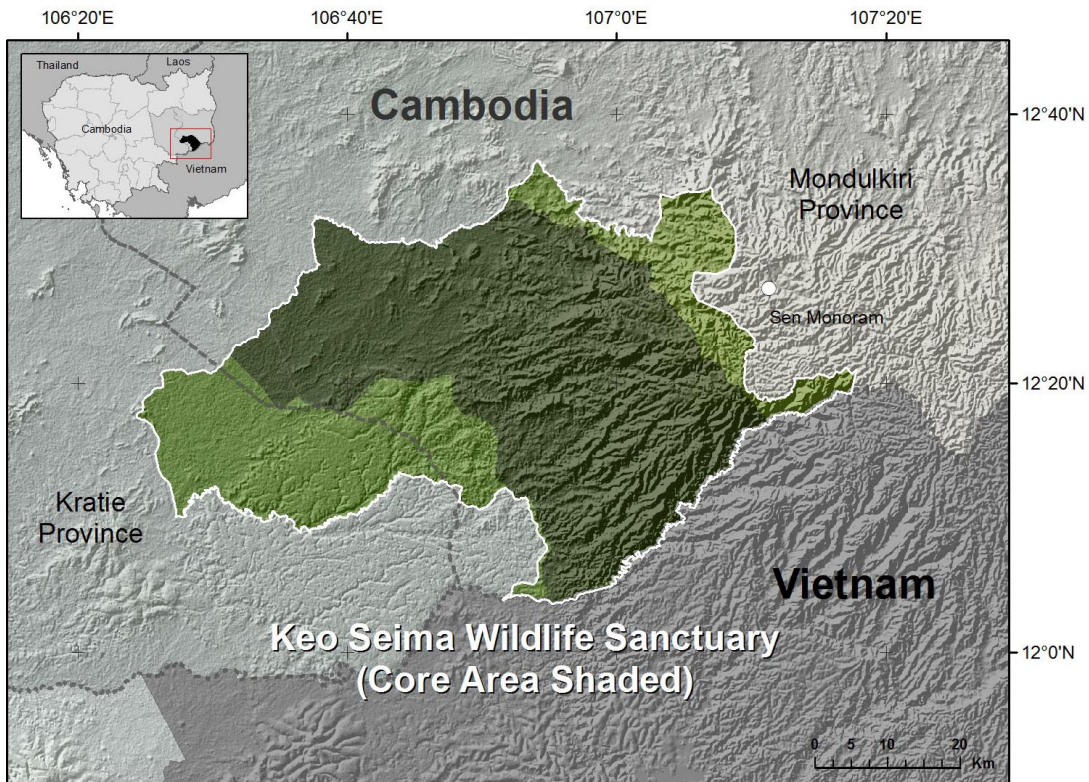 106°20'E 106°40'E 107°0'E 107°20'E
Thailand Laos
Cambodia
Vietnam
Cambodia
12°40'N
Mondulkiri
Province
Sen Monoram
12°20'N
Kratie
Province
Vietnam
Keo Seima Wildlife Sanctuary
(Core Area Shaded)
12°0'N
0 5 10 20
Km